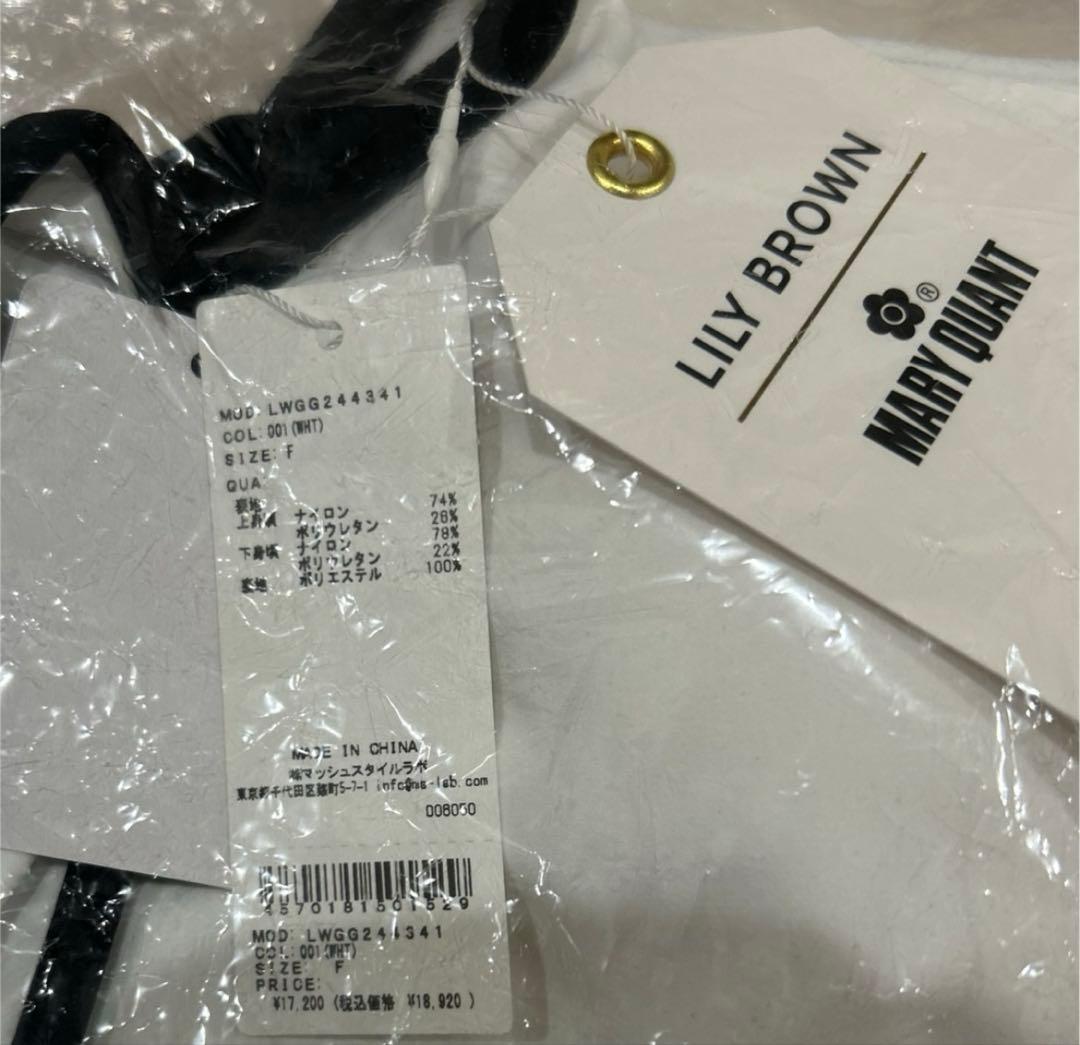 LILY BROWN
®
MARY QUANT
MOD: LWGG244341
COL: 001(WHT)
SIZE: F
QUA
表地
上身頃 ナイロン 74%
ポリウレタン 26%
下身頃 ナイロン 78%
ポリウレタン 22%
裏地 ポリエステル 100%
MADE IN CHINA
㈱マッシュスタイルラボ
東京都千代田区麹町5-7-1 info@ms-lab.com
008050
4570181501529
MOD: LWGG244341
COL: 001(WHT)
SIZE: F
PRICE:
¥17,200 (税込価格 ¥18,920 )